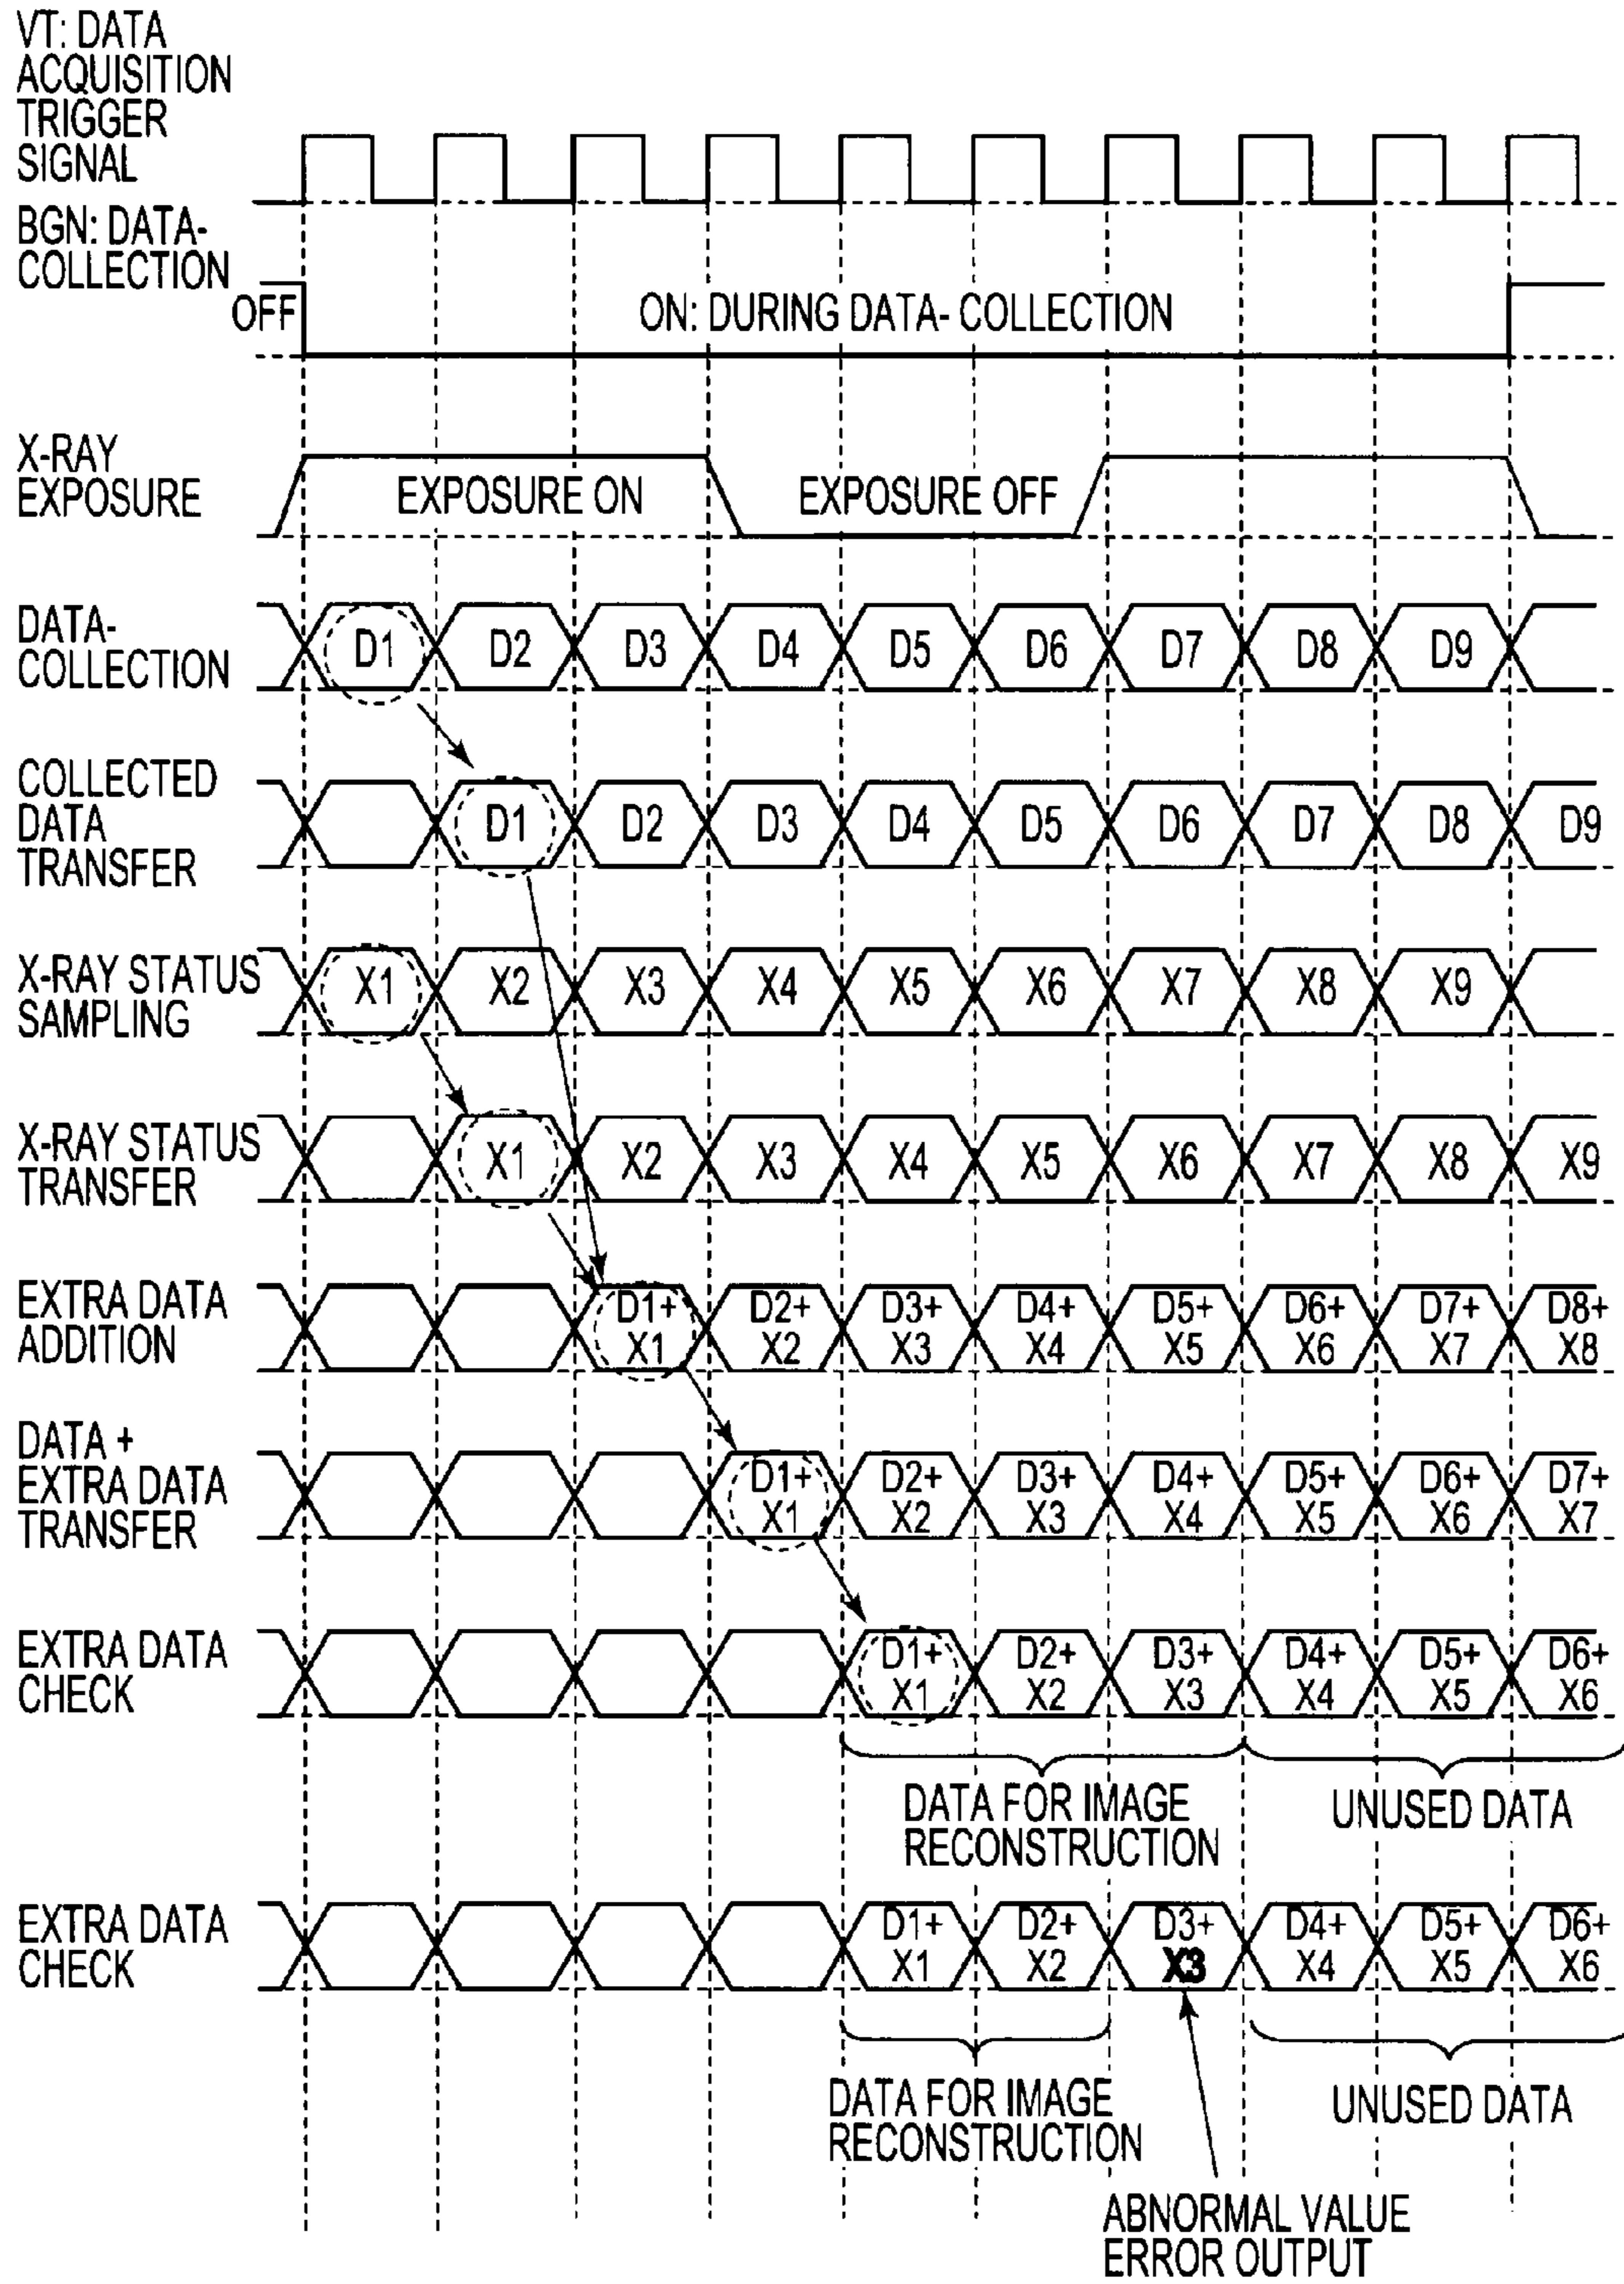 VT: DATA
ACQUISITION
TRIGGER
SIGNAL
BGN: DATA-
COLLECTION
OFF
ON: DURING DATA- COLLECTION
X-RAY
EXPOSURE
EXPOSURE ON
EXPOSURE OFF
DATA-
COLLECTION
D1 D2 D3 D4 D5 D6 D7 D8 D9
COLLECTED
DATA
TRANSFER
D1 D2 D3 D4 D5 D6 D7 D8 D9
X-RAY STATUS
SAMPLING
X1 X2 X3 X4 X5 X6 X7 X8 X9
X-RAY STATUS
TRANSFER
X1 X2 X3 X4 X5 X6 X7 X8 X9
EXTRA DATA
ADDITION
D1+ D2+ D3+ D4+ D5+ D6+ D7+ D8+
X1 X2 X3 X4 X5 X6 X7 X8
DATA +
EXTRA DATA
TRANSFER
D1+ D2+ D3+ D4+ D5+ D6+ D7+
X1 X2 X3 X4 X5 X6 X7
EXTRA DATA
CHECK
D1+ D2+ D3+ D4+ D5+ D6+
X1 X2 X3 X4 X5 X6
DATA FOR IMAGE
RECONSTRUCTION
UNUSED DATA
EXTRA DATA
CHECK
D1+ D2+ D3+ D4+ D5+ D6+
X1 X2 X3 X4 X5 X6
DATA FOR IMAGE
RECONSTRUCTION
UNUSED DATA
ABNORMAL VALUE
ERROR OUTPUT